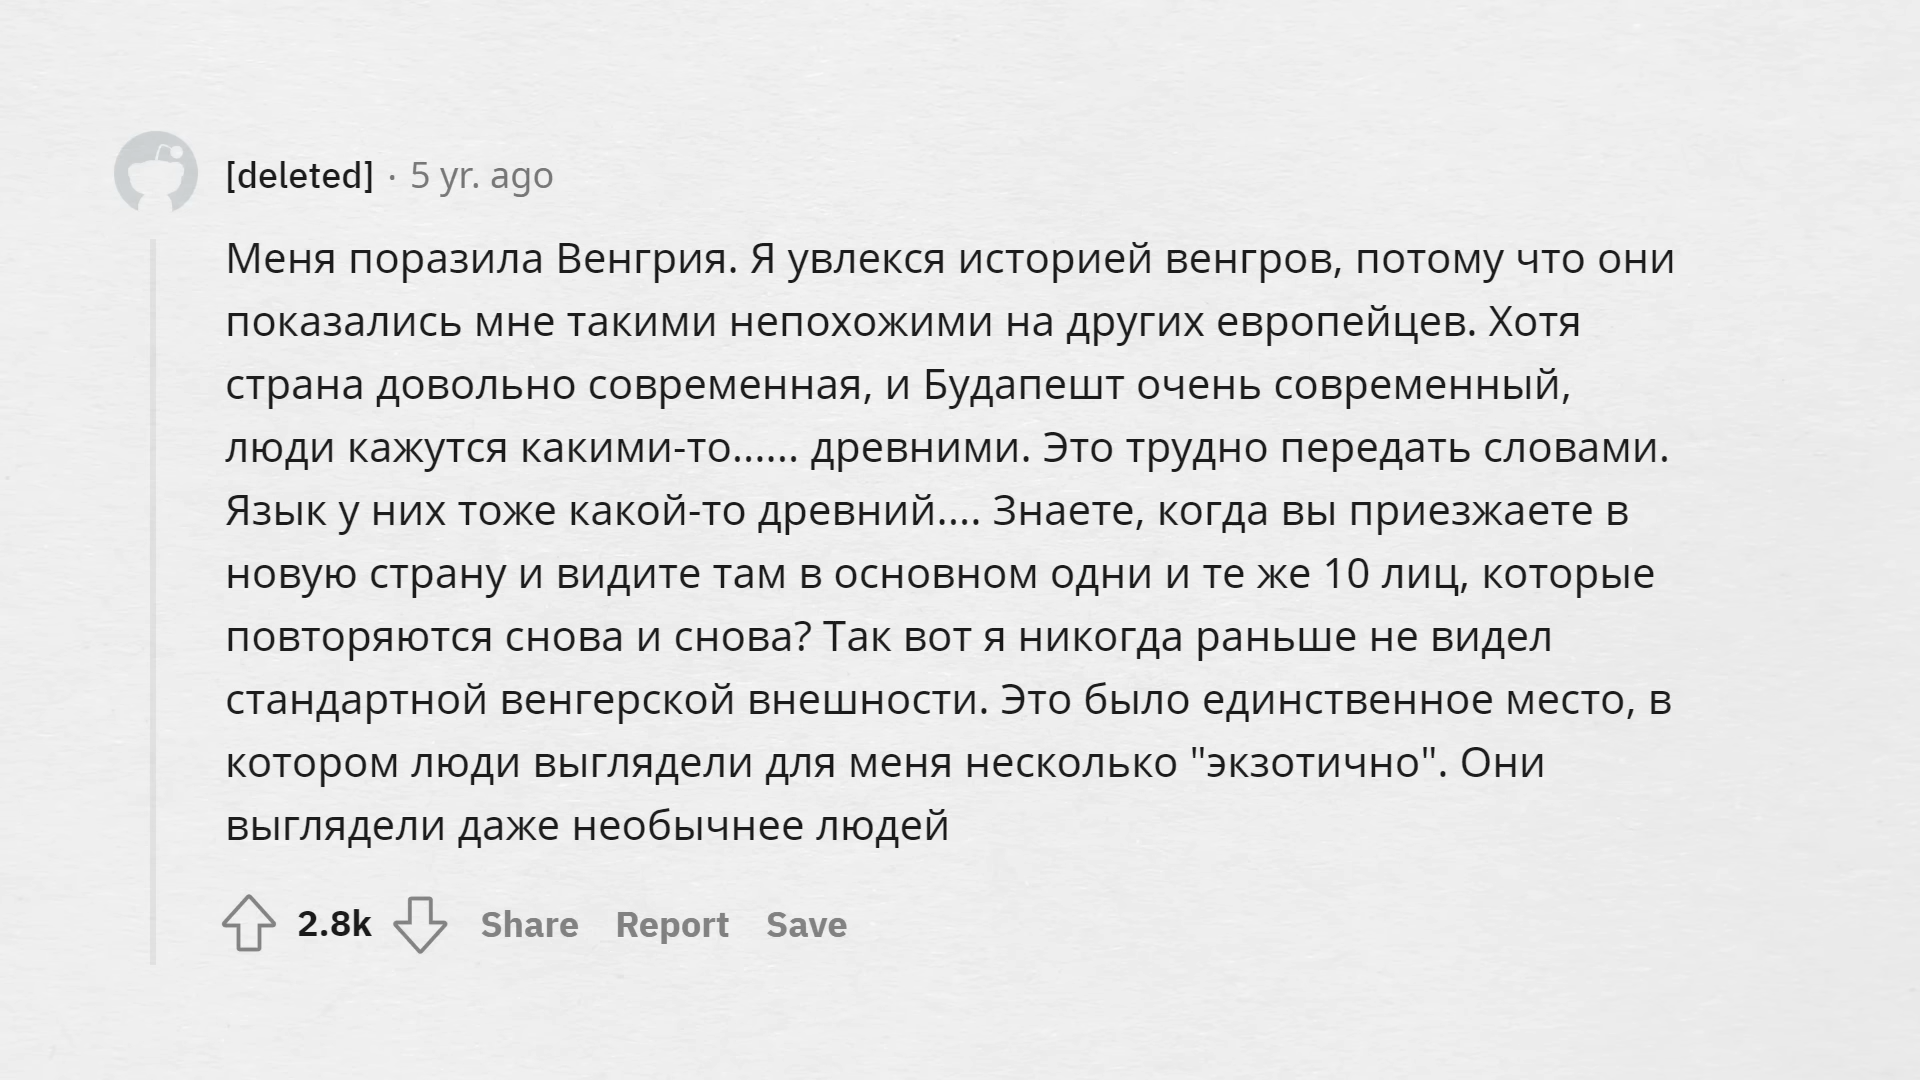 [deleted] · 5 yr. ago
Меня поразила Венгрия. Я увлекся историей венгров, потому что они
показались мне такими непохожими на других европейцев. Хотя
страна довольно современная, и Будапешт очень современный,
люди кажутся какими-то...... древними. Это трудно передать словами.
Язык у них тоже какой-то древний.... Знаете, когда вы приезжаете в
новую страну и видите там в основном одни и те же 10 лиц, которые
повторяются снова и снова? Так вот я никогда раньше не видел
стандартной венгерской внешности. Это было единственное место, в
котором люди выглядели для меня несколько "экзотично". Они
выглядели даже необычнее людей
2.8k Share Report Save